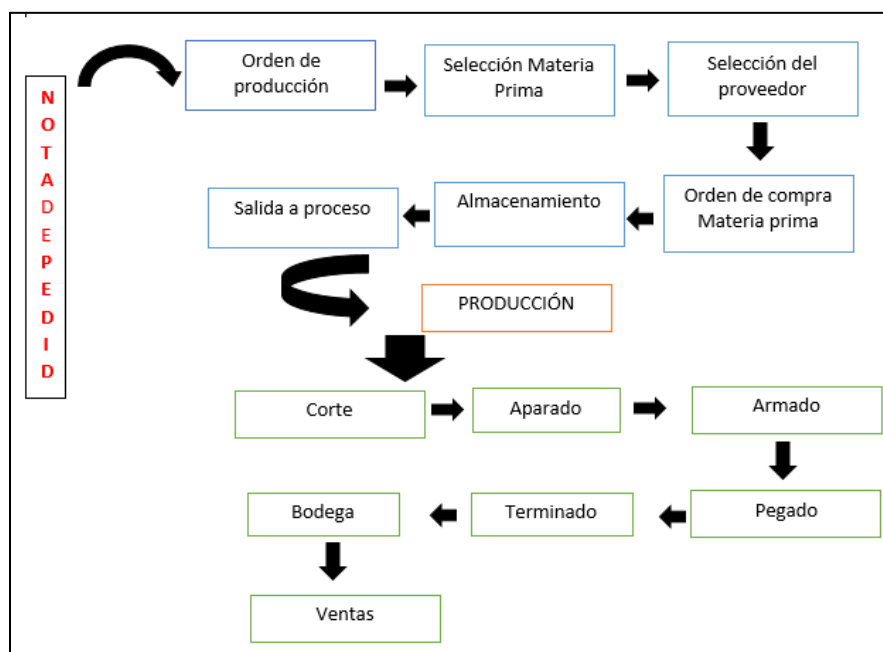 NOTADEPEDID
Orden de
producción
Selección Materia
Prima
Selección del
proveedor
Salida a proceso
Almacenamiento
Orden de compra
Materia prima
PRODUCCIÓN
Corte
Aparado
Armado
Bodega
Terminado
Pegado
Ventas